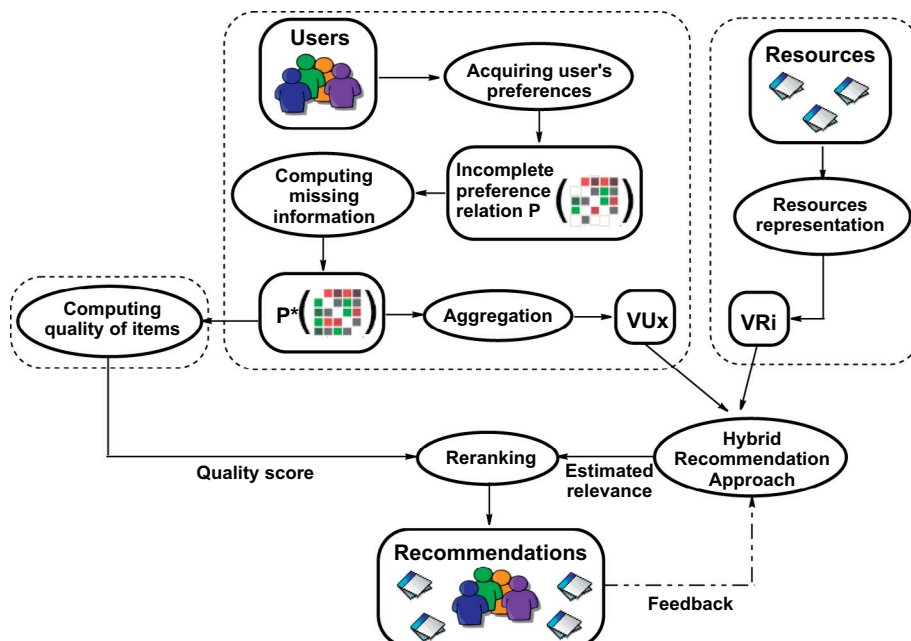 Users
Acquiring user's
preferences
Resources
Computing
missing
information
Incomplete
preference
relation P
Resources
representation
Computing
quality of items
P*
Aggregation
VUx
VRi
Quality score
Reranking
Estimated
relevance
Hybrid
Recommendation
Approach
Recommendations
Feedback